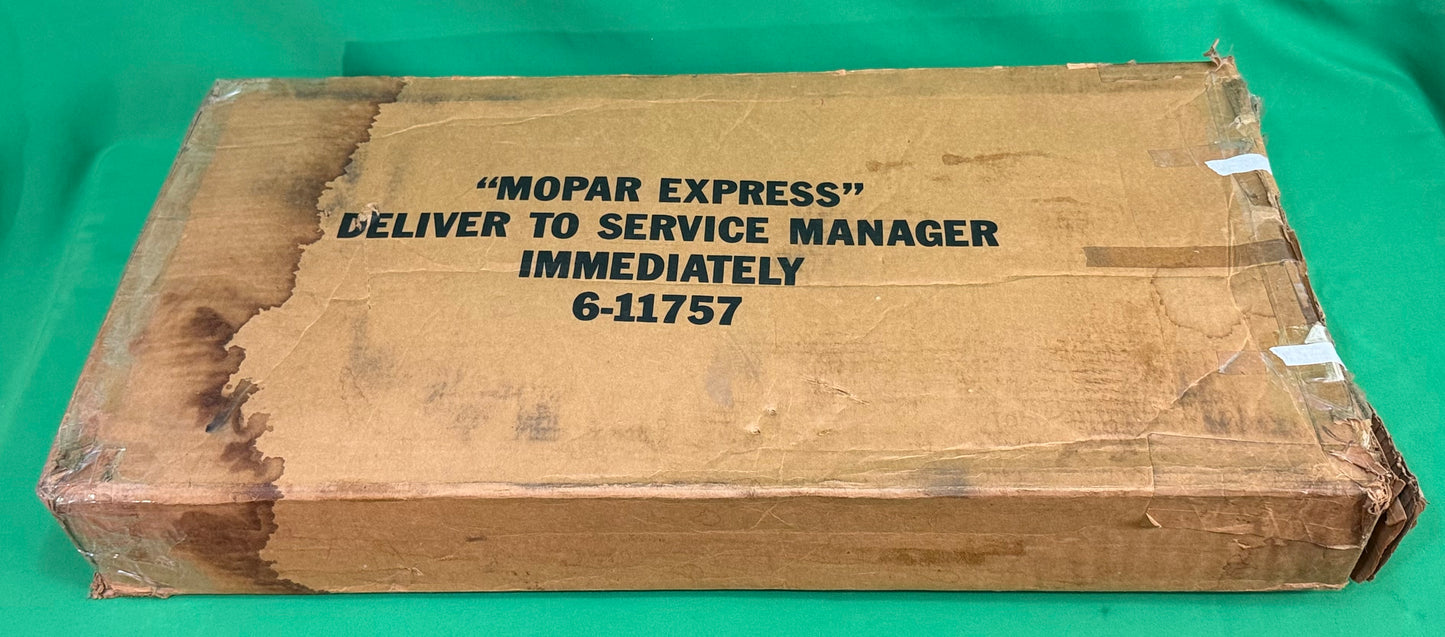 “MOPAR EXPRESS”
DELIVER TO SERVICE MANAGER
IMMEDIATELY
6-11757